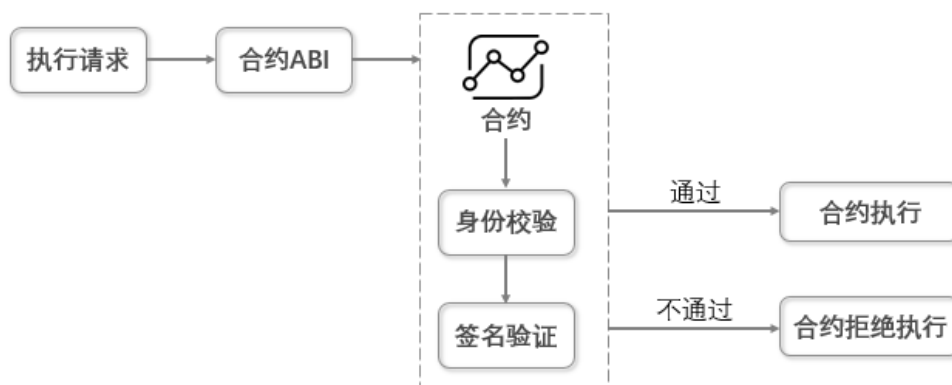 执行请求
合约ABI
合约
身份校验
签名验证
通过
合约执行
不通过
合约拒绝执行